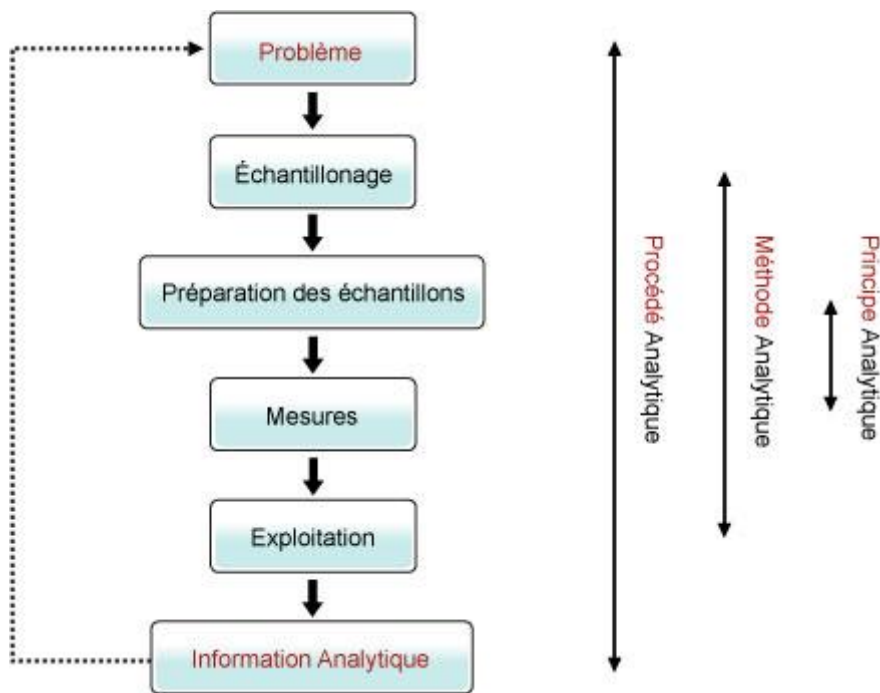 Problème
Échantillonage
Préparation des échantillons
Mesures
Exploitation
Information Analytique
Procédé Analytique
Méthode Analytique
Principe Analytique